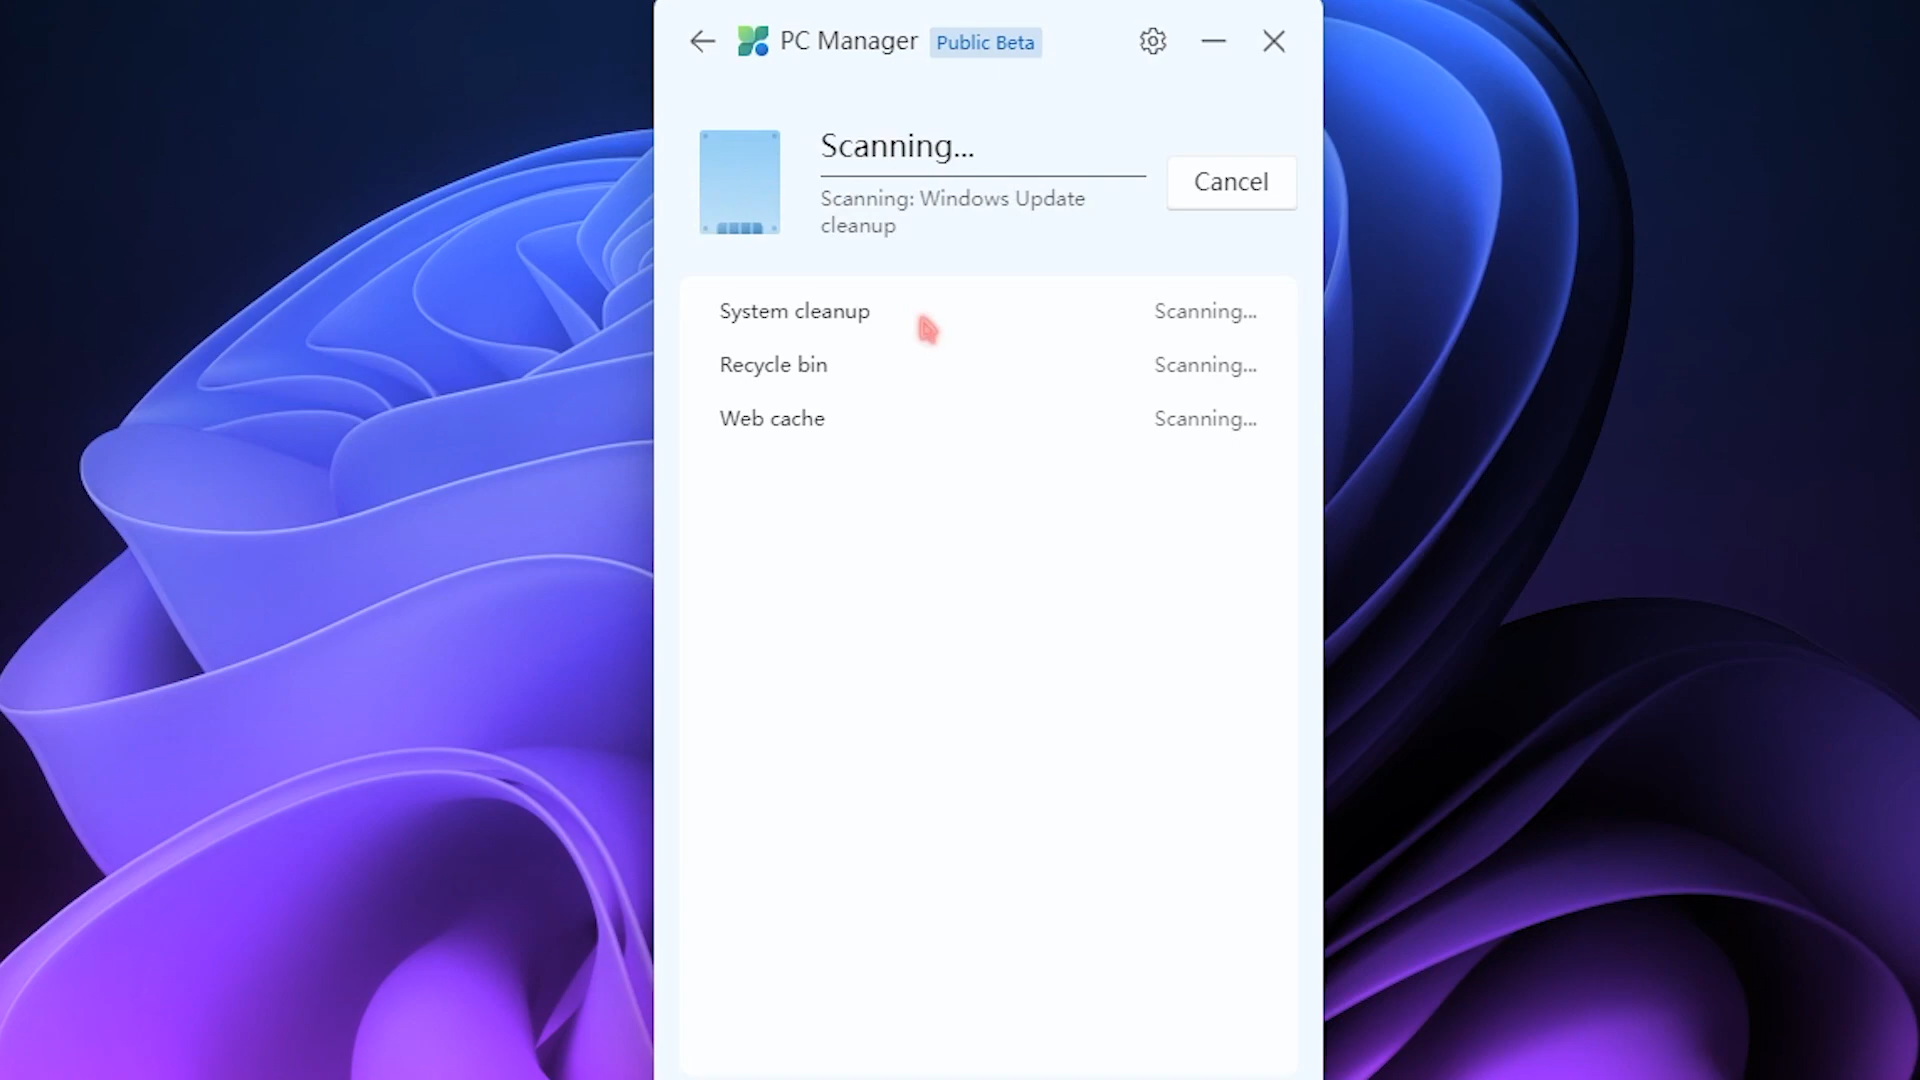 PC Manager Public Beta
Scanning...
Cancel
Scanning: Windows Update
cleanup
System cleanup Scanning...
Recycle bin Scanning...
Web cache Scanning...